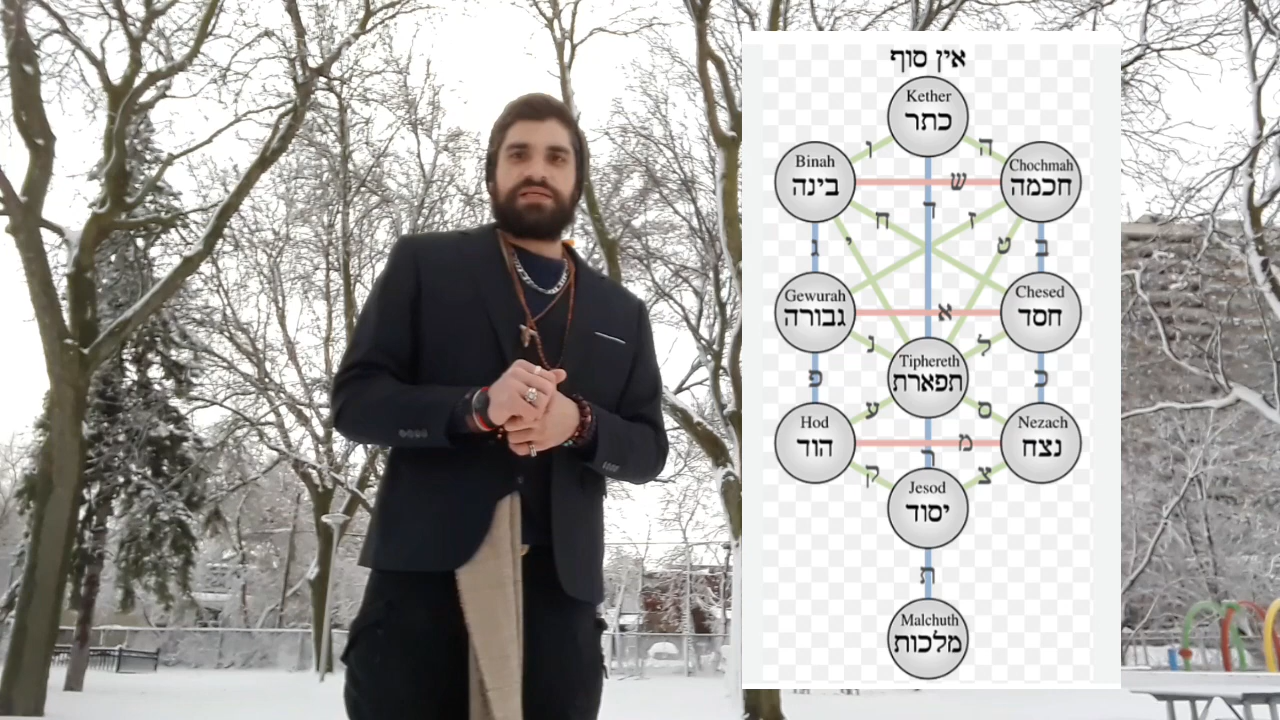 אין סוף
Kether
כתר
ו
ה
Binah
בינה
ש
Chochmah
חכמה
ח
ד
ז
ג
י
ט
ב
Gewurah
גבורה
א
Chesed
חסד
נ
ל
פ
Tiphereth
תפארת
כ
ע
ס
Hod
הוד
ר
מ
Nezach
נצח
ק
צ
Jesod
יסוד
ת
Malchuth
מלכות